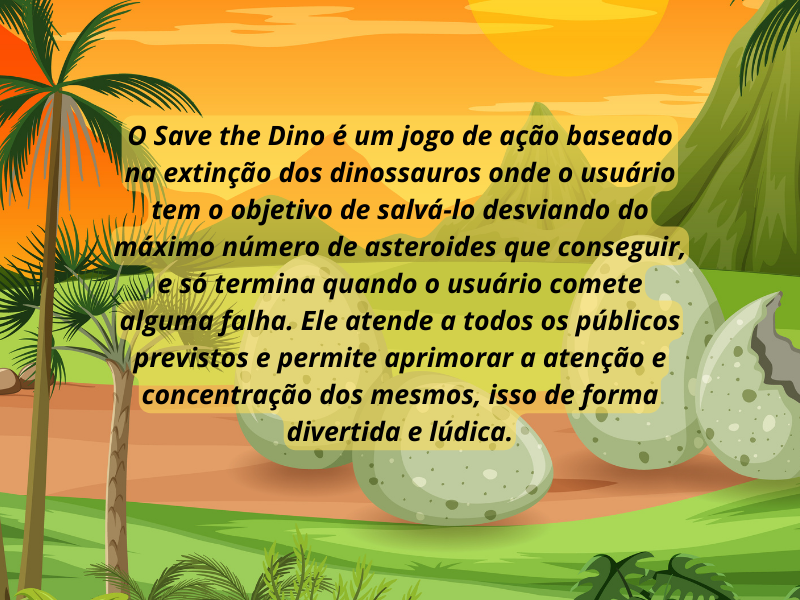 O Save the Dino é um jogo de ação baseado
na extinção dos dinossauros onde o usuário
tem o objetivo de salvá-lo desviando do
máximo número de asteroides que conseguir,
e só termina quando o usuário comete
alguma falha. Ele atende a todos os públicos
previstos e permite aprimorar a atenção e
concentração dos mesmos, isso de forma
divertida e lúdica.